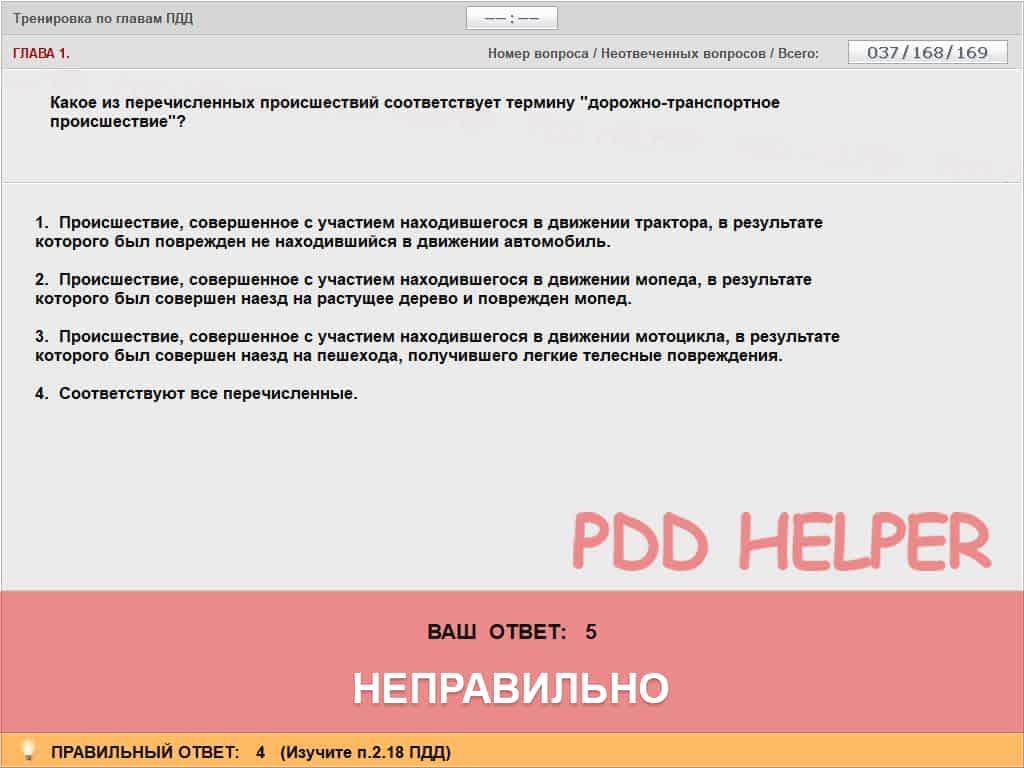 Тренировка по главам ПДД
−− : −−
ГЛАВА 1.
Номер вопроса / Неотвеченных вопросов / Всего:
037/168/169
Какое из перечисленных происшествий соответствует термину "дорожно-транспортное
происшествие"?
1. Происшествие, совершенное с участием находившегося в движении трактора, в результате
которого был поврежден не находившийся в движении автомобиль.
2. Происшествие, совершенное с участием находившегося в движении мопеда, в результате
которого был совершен наезд на растущее дерево и поврежден мопед.
3. Происшествие, совершенное с участием находившегося в движении мотоцикла, в результате
которого был совершен наезд на пешехода, получившего легкие телесные повреждения.
4. Соответствуют все перечисленные.
PDD HELPER
ВАШ ОТВЕТ: 5
НЕПРАВИЛЬНО
ПРАВИЛЬНЫЙ ОТВЕТ: 4 (Изучите п.2.18 ПДД)